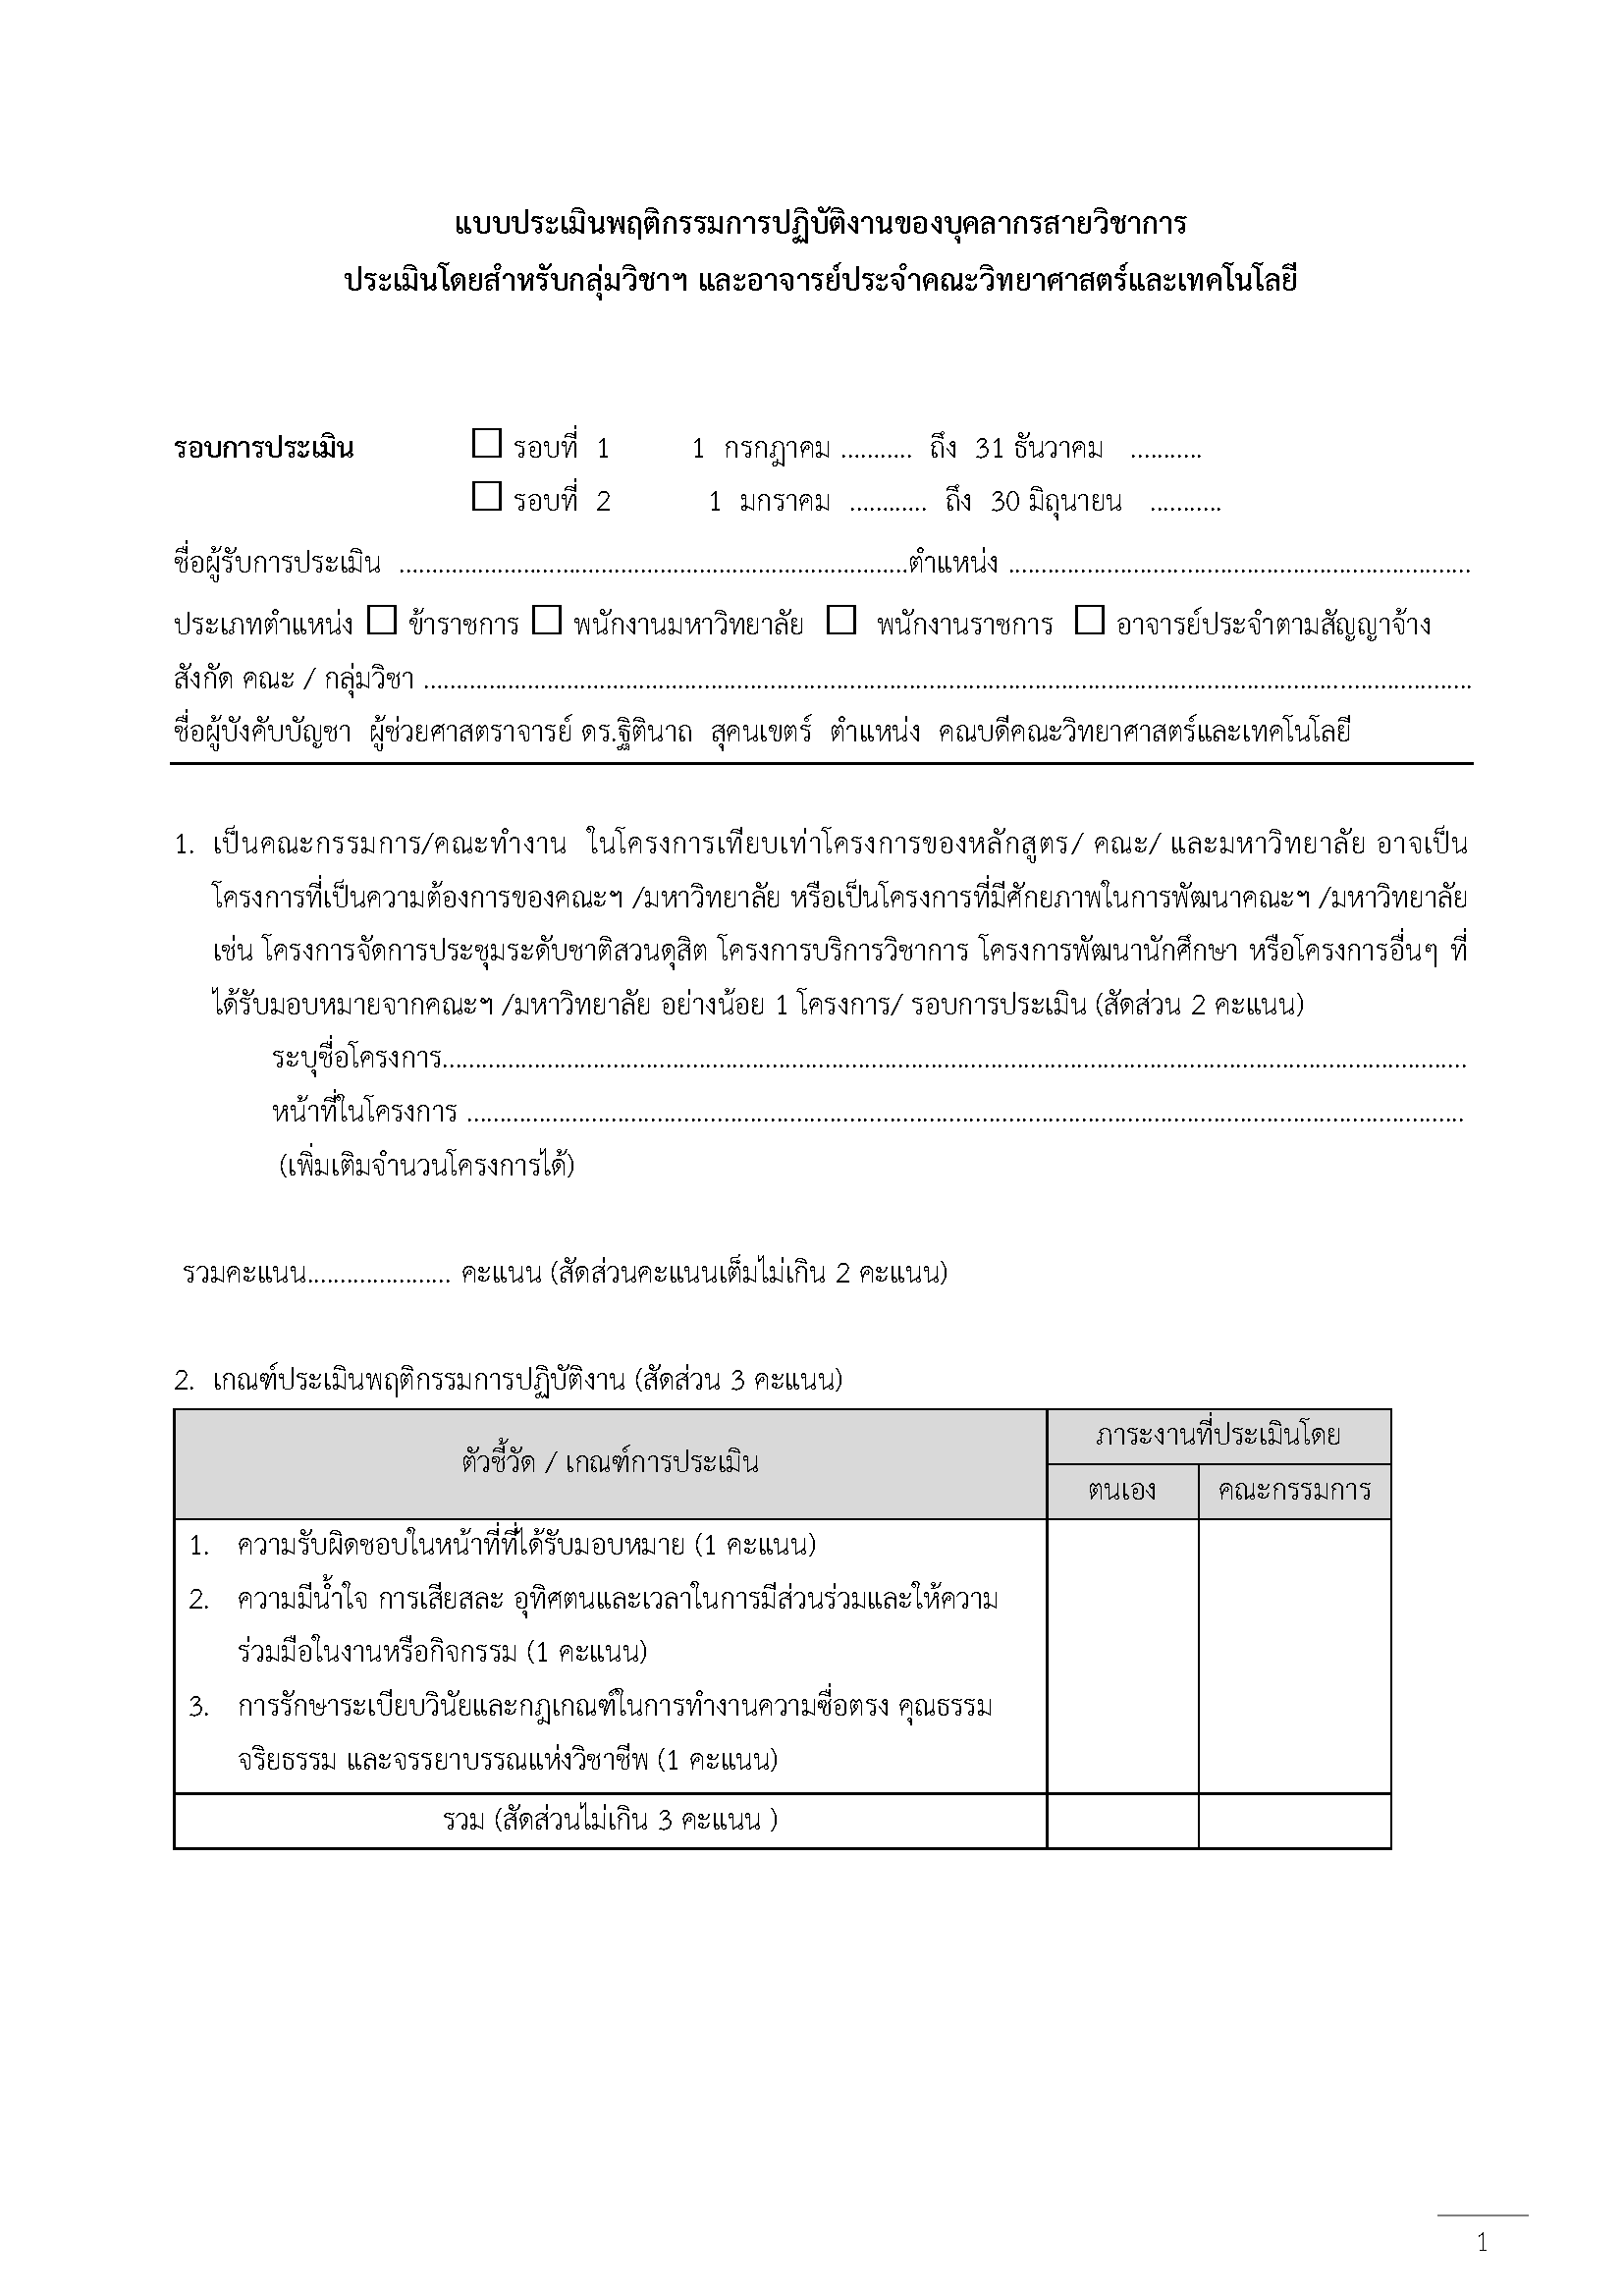 แบบประเมินพฤติกรรมการปฏิบัติงานของบุคลากรสายวิชาการ
ประเมินโดยสำหรับกลุ่มวิชาฯ และอาจารย์ประจำคณะวิทยาศาสตร์และเทคโนโลยี
รอบการประเมิน ☐ รอบที่ 1 1 กรกฎาคม ........... ถึง 31 ธันวาคม ...........
☐ รอบที่ 2 1 มกราคม ............ ถึง 30 มิถุนายน ...........
ชื่อผู้รับการประเมิน ..............................................................................ตำแหน่ง .......................................................................
ประเภทตำแหน่ง ☐ ข้าราชการ ☐ พนักงานมหาวิทยาลัย ☐ พนักงานราชการ ☐ อาจารย์ประจำตามสัญญาจ้าง
สังกัด คณะ / กลุ่มวิชา ................................................................................................................................................................
ชื่อผู้บังคับบัญชา ผู้ช่วยศาสตราจารย์ ดร.ฐิตินาถ สุคนเขตร์ ตำแหน่ง คณบดีคณะวิทยาศาสตร์และเทคโนโลยี
1. เป็นคณะกรรมการ/คณะทำงาน ในโครงการเทียบเท่าโครงการของหลักสูตร/ คณะ/ และมหาวิทยาลัย อาจเป็น
โครงการที่เป็นความต้องการของคณะฯ /มหาวิทยาลัย หรือเป็นโครงการที่มีศักยภาพในการพัฒนาคณะฯ /มหาวิทยาลัย
เช่น โครงการจัดการประชุมระดับชาติสวนดุสิต โครงการบริการวิชาการ โครงการพัฒนานักศึกษา หรือโครงการอื่นๆ ที่
ได้รับมอบหมายจากคณะฯ /มหาวิทยาลัย อย่างน้อย 1 โครงการ/ รอบการประเมิน (สัดส่วน 2 คะแนน)
ระบุชื่อโครงการ............................................................................................................................................................
หน้าที่ในโครงการ ........................................................................................................................................................
(เพิ่มเติมจำนวนโครงการได้)
รวมคะแนน...................... คะแนน (สัดส่วนคะแนนเต็มไม่เกิน 2 คะแนน)
2. เกณฑ์ประเมินพฤติกรรมการปฏิบัติงาน (สัดส่วน 3 คะแนน)
ตัวชี้วัด / เกณฑ์การประเมิน
ภาระงานที่ประเมินโดย
ตนเอง คณะกรรมการ
1. ความรับผิดชอบในหน้าที่ที่ได้รับมอบหมาย (1 คะแนน)
2. ความมีน้ำใจ การเสียสละ อุทิศตนและเวลาในการมีส่วนร่วมและให้ความ
ร่วมมือในงานหรือกิจกรรม (1 คะแนน)
3. การรักษาระเบียบวินัยและกฎเกณฑ์ในการทำงานความซื่อตรง คุณธรรม
จริยธรรม และจรรยาบรรณแห่งวิชาชีพ (1 คะแนน)
รวม (สัดส่วนไม่เกิน 3 คะแนน )
1